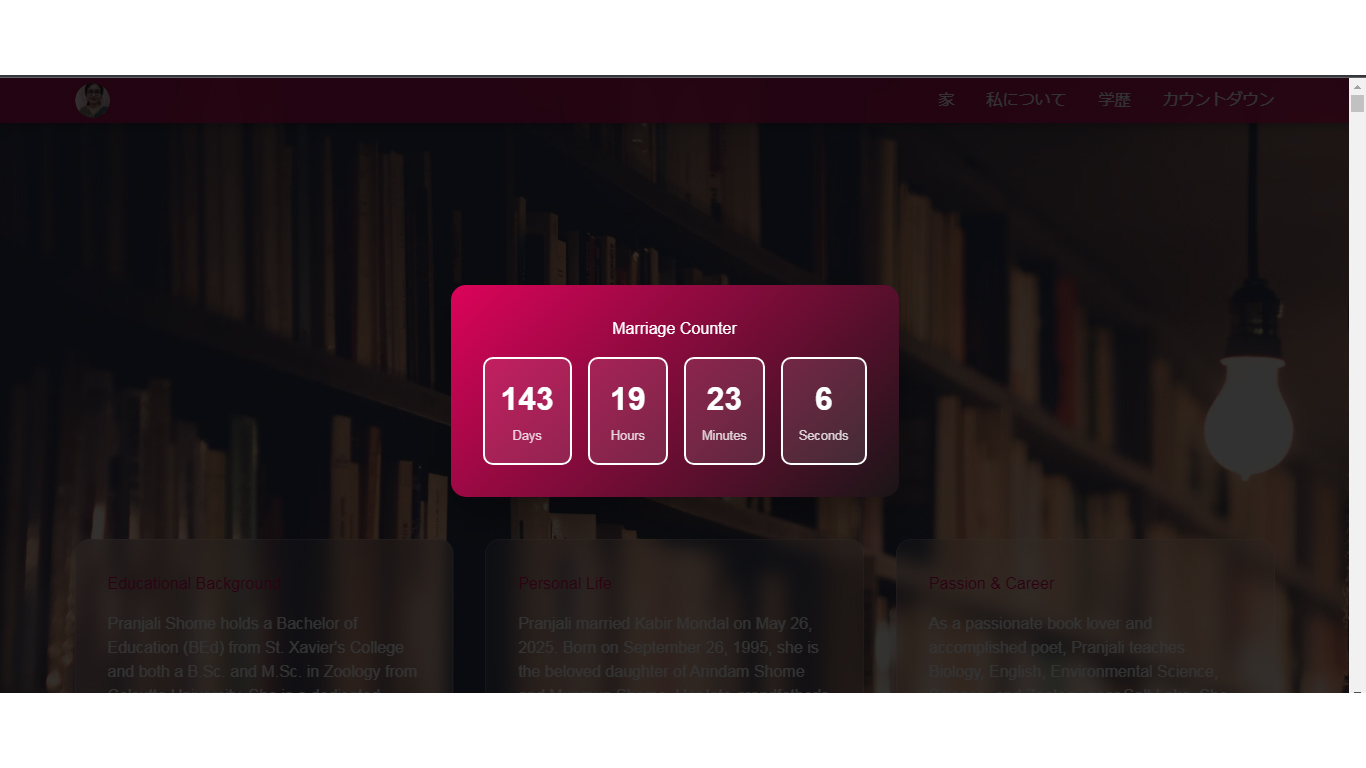 家 私について 学歴 カウントダウン
Marriage Counter
143 19 23 6
Days Hours Minutes Seconds
Educational Background
Pranjali Shome holds a Bachelor of
Education (BEd) from St. Xavier's College
and both a B.Sc. and M.Sc. in Zoology from
Personal Life
Pranjali married Kabir Mondal on May 26,
2025. Born on September 26, 1995, she is
the beloved daughter of Arindam Shome
Passion & Career
As a passionate book lover and
accomplished poet, Pranjali teaches
Biology, English, Environmental Science,